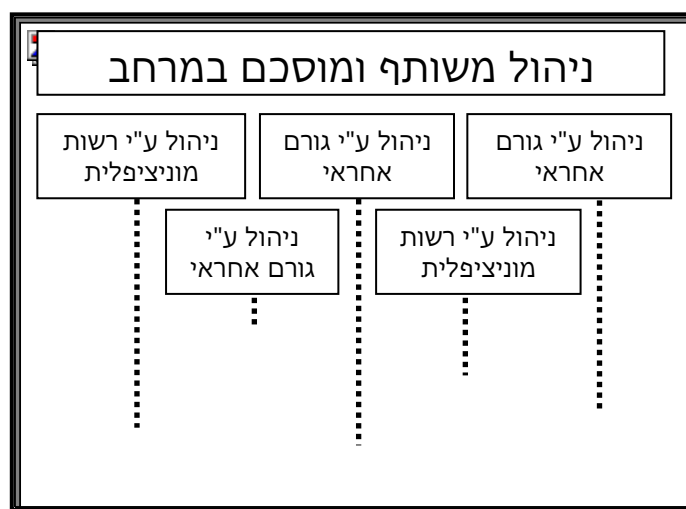 ניהול משותף ומוסכם במרחב
ניהול ע"י גורם
אחראי
ניהול ע"י גורם
אחראי
ניהול ע"י רשות
מוניציפלית
ניהול ע"י רשות
מוניציפלית
ניהול ע"י
גורם אחראי